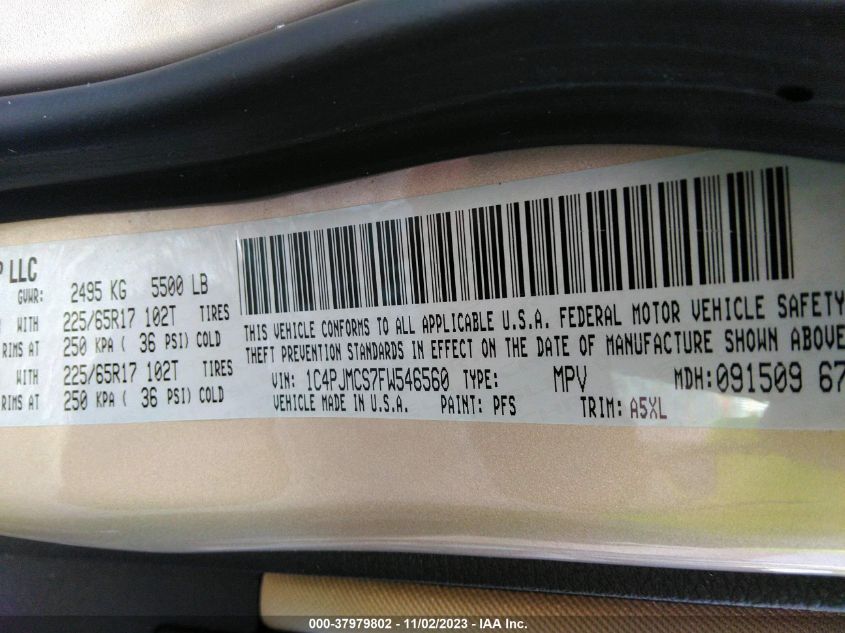 P LLC
GVWR: 2495 KG 5500 LB
WITH 225/65R17 102T TIRES
RIMS AT 250 KPA ( 36 PSI) COLD
WITH 225/65R17 102T TIRES
RIMS AT 250 KPA ( 36 PSI) COLD
THIS VEHICLE CONFORMS TO ALL APPLICABLE U.S.A. FEDERAL MOTOR VEHICLE SAFETY
THEFT PREVENTION STANDARDS IN EFFECT ON THE DATE OF MANUFACTURE SHOWN ABOVE
VIN: 1C4PJMCS7FW546560 TYPE: MPV MDH: 091509 67
VEHICLE MADE IN U.S.A. PAINT: PFS TRIM: A5XL
000-37979802 - 11/02/2023 - IAA Inc.